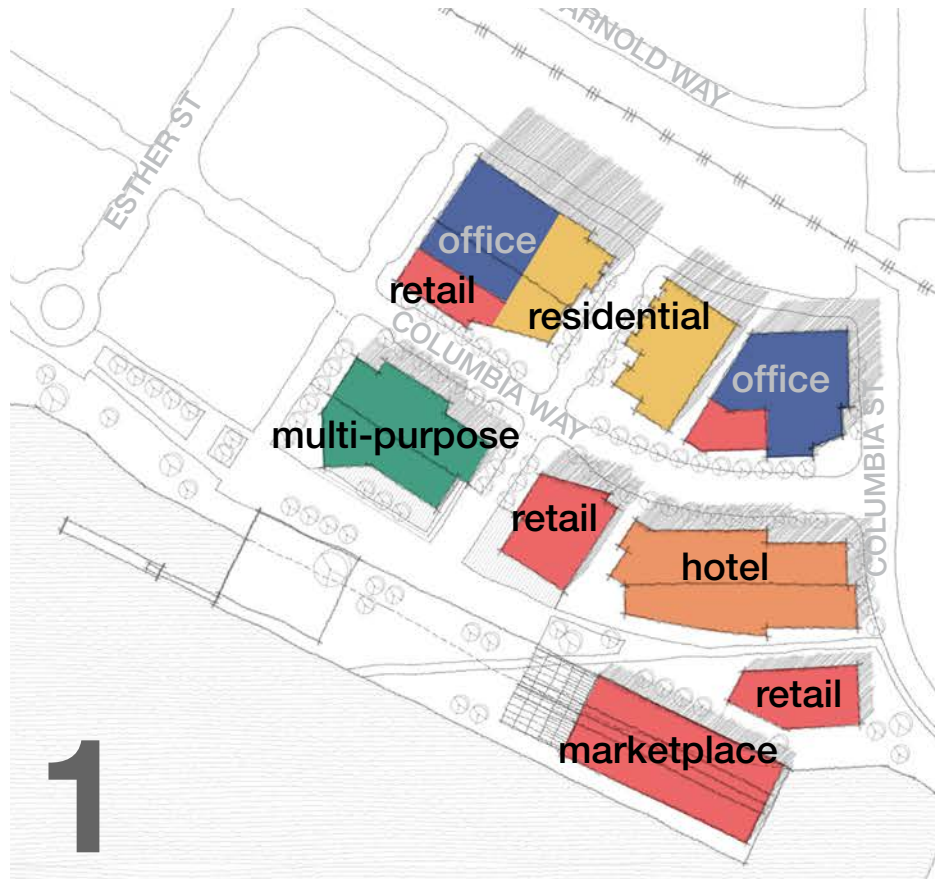 ARNOLD WAY
ESTHER ST
office
retail
residential
COLUMBIA WAY
office
multi-purpose
COLUMBIA ST
retail
hotel
retail
marketplace
1